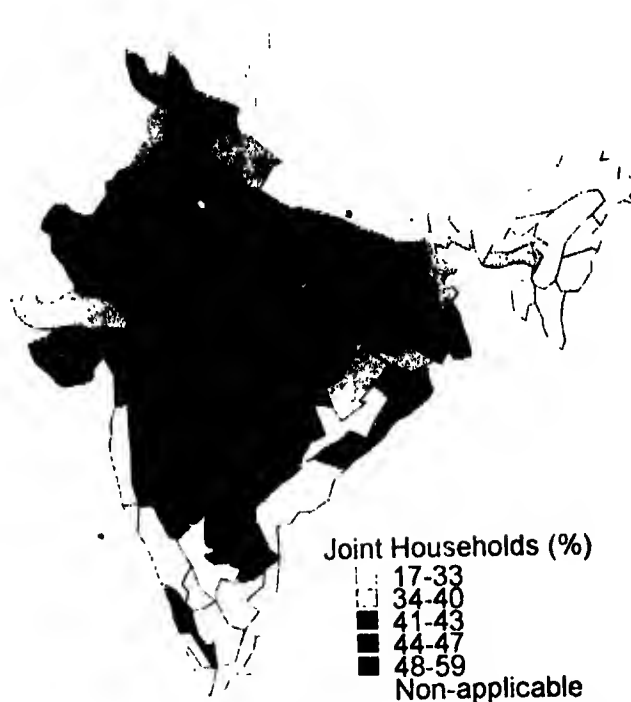 Joint Households (%)
17-33
34-40
41-43
44-47
48-59
Non-applicable